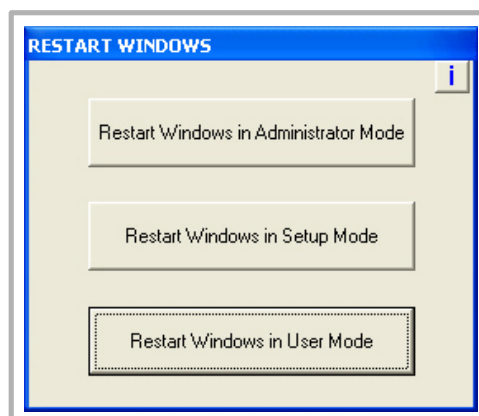 RESTART WINDOWS
i
Restart Windows in Administrator Mode
Restart Windows in Setup Mode
Restart Windows in User Mode